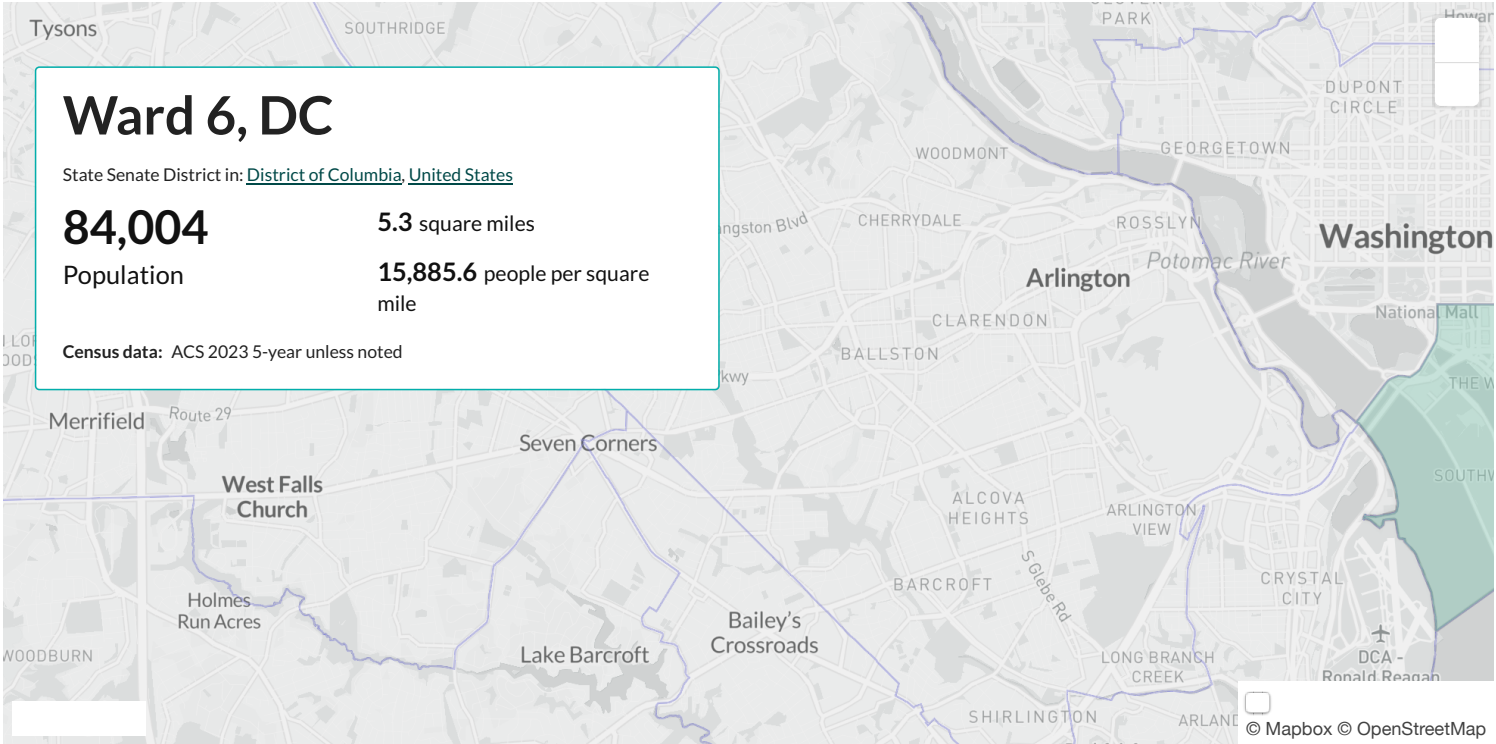 Tysons
SOUTHRIDGE
PARK
DUPONT
CIRCLE
Ward 6, DC
State Senate District in: District of Columbia, United States
84,004
Population
5.3 square miles
15,885.6 people per square
mile
Census data: ACS 2023 5-year unless noted
WOODMONT
GEORGETOWN
CHERRYDALE
ROSSLYN
Washington
Potomac River
Arlington
National Mall
CLARENDON
BALLSTON
Merrifield
Route 29
Seven Corners
West Falls
Church
ALCOVA
HEIGHTS
ARLINGTON
VIEW
S Glebe Rd
BARCROFT
CRYSTAL
CITY
Holmes
Run Acres
Bailey’s
Crossroads
WOODBURN
Lake Barcroft
LONG BRANCH
CREEK
DCA -
Ronald Reagan
SHIRLINGTON
© Mapbox © OpenStreetMap